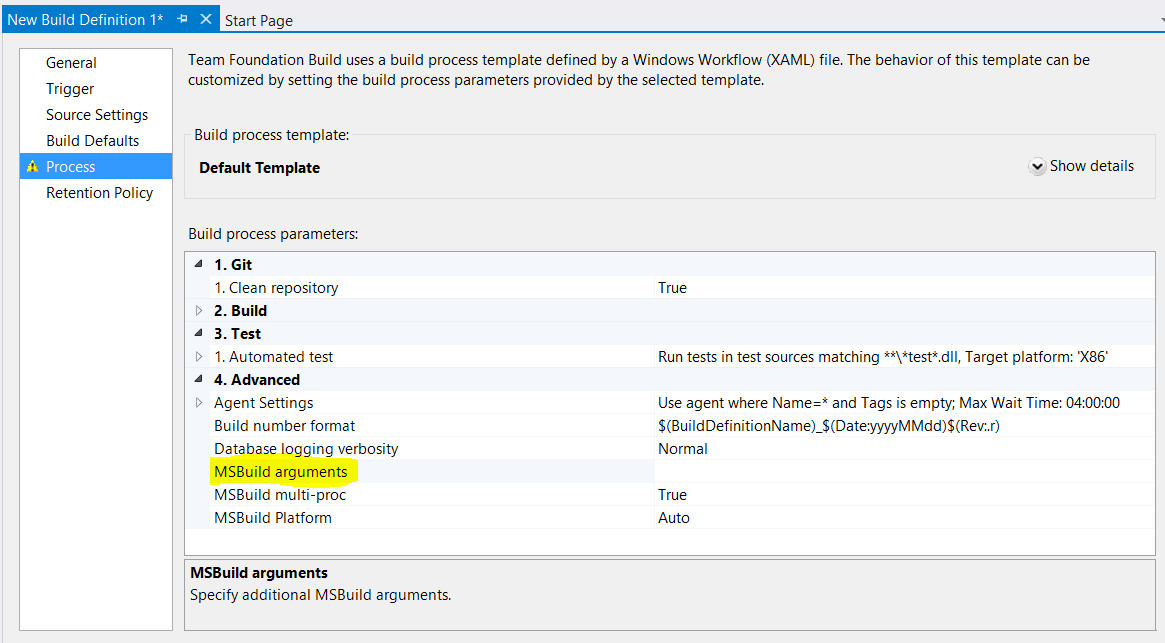 New Build Definition 1*
Start Page
General
Trigger
Source Settings
Build Defaults
Process
Retention Policy
Team Foundation Build uses a build process template defined by a Windows Workflow (XAML) file. The behavior of this template can be
customized by setting the build process parameters provided by the selected template.
Build process template:
Default Template
Show details
Build process parameters:
1. Git
1. Clean repository True
2. Build
3. Test
1. Automated test Run tests in test sources matching **\*test*.dll, Target platform: 'X86'
4. Advanced
Agent Settings Use agent where Name=* and Tags is empty; Max Wait Time: 04:00:00
Build number format $(BuildDefinitionName)_$(Date:yyyyMMdd)$(Rev:.r)
Database logging verbosity Normal
MSBuild arguments
MSBuild multi-proc True
MSBuild Platform Auto
MSBuild arguments
Specify additional MSBuild arguments.